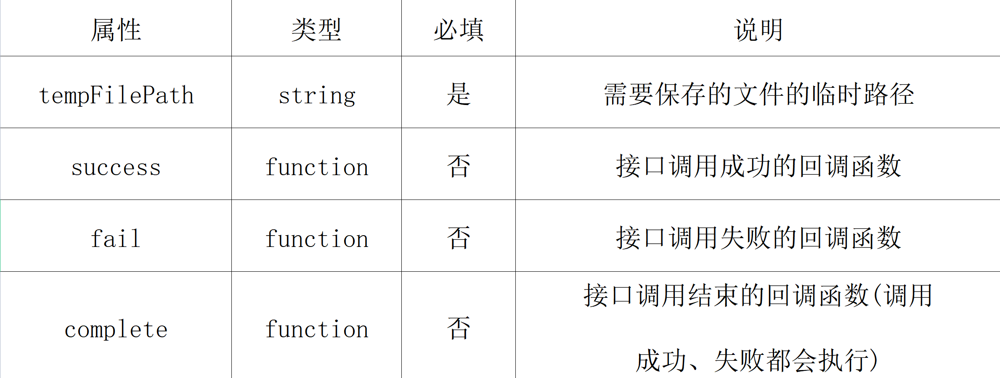 属性 类型 必填 说明
tempFilePath string 是 需要保存的文件的临时路径
success function 否 接口调用成功的回调函数
fail function 否 接口调用失败的回调函数
complete function 否 接口调用结束的回调函数(调用
成功、失败都会执行)